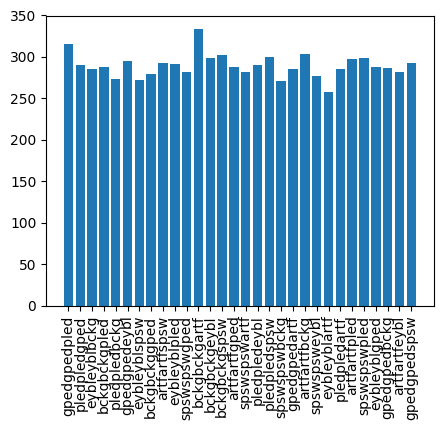 350
300
250
200
150
100
50
0
gpedgpedpled
pledpledgped
eybleyblbckg
bckgbckgpled
pledpledbckg
gpedgpedeybl
eybleyblspsw
bckgbckggped
artfartfspsw
eybleyblpled
spswspswgped
bckgbckgartf
bckgbckgeybl
bckgbckgspsw
artfartfgped
spswspswartf
pledpledeybl
pledpledspsw
spswspswbckg
gpedgpedartf
artfartfbckg
spswspsweybl
eybleyblartf
pledpledartf
artfartfpled
spswspswpled
eybleyblgped
gpedgpedbckg
artfartfeybl
gpedgpedspsw